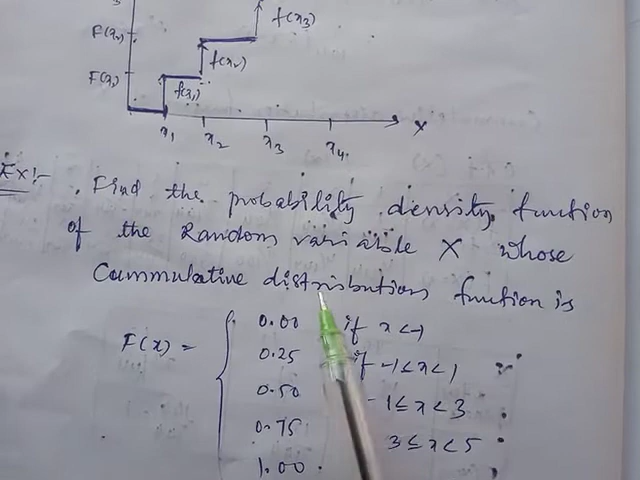 f(x₃)
F(x₂)
f(x₂)
F(x₁)
f(x₁)
x₁ x₂ x₃ x₄ X
Ex:- Find the probability density function
of the Random variable X whose
Cummulative distribution function is
F(x) = { 0.00 if x < -1
0.25 if -1 ≤ x < 1
0.50 -1 ≤ x < 3
0.75 3 ≤ x < 5
1.00